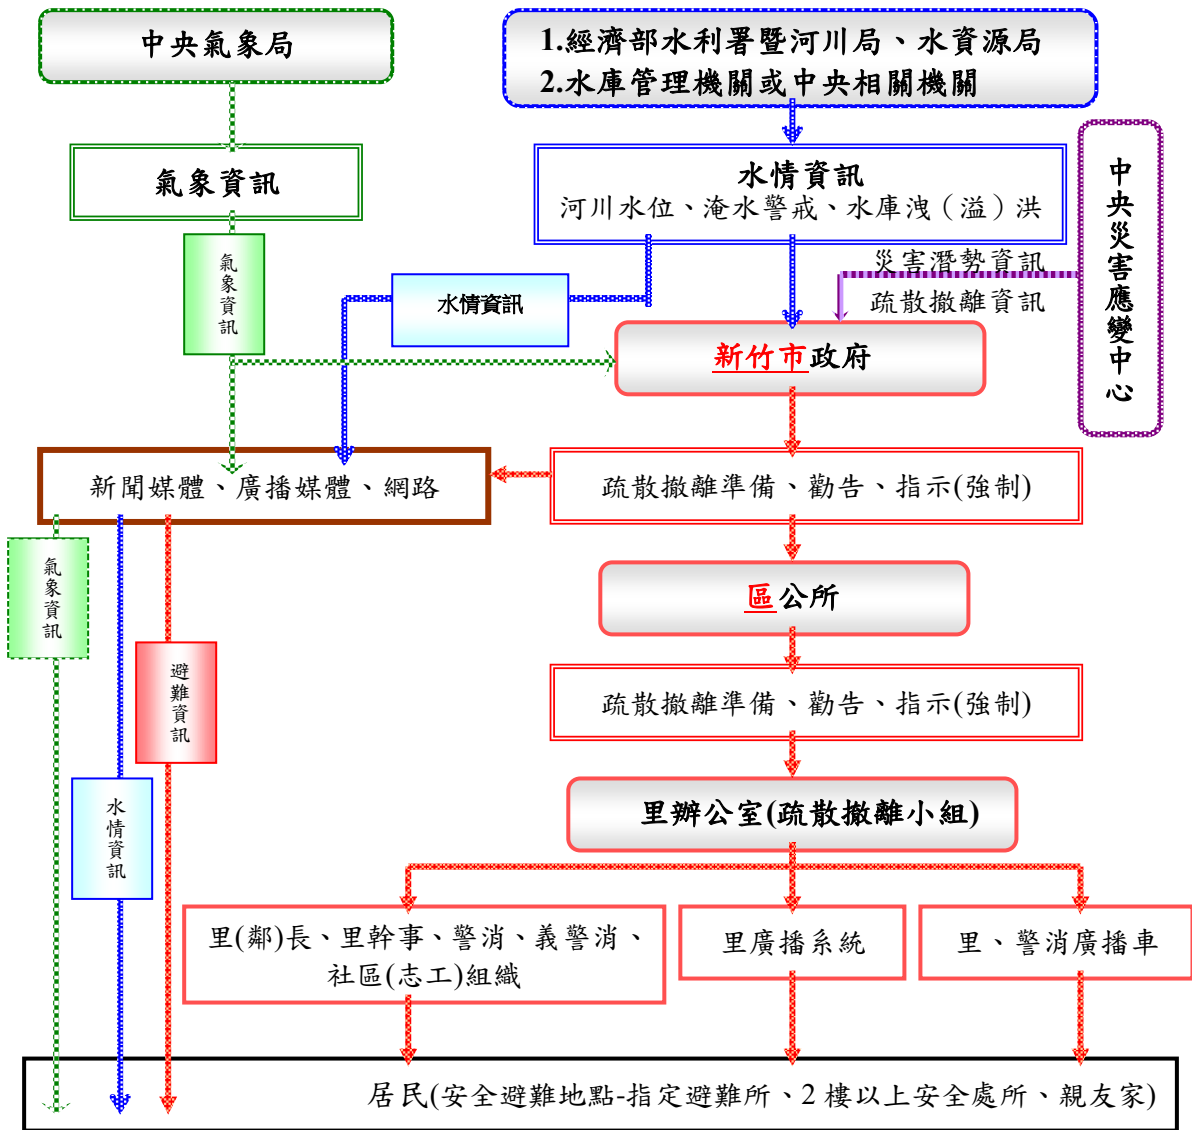 中央氣象局
1.經濟部水利署暨河川局、水資源局
2.水庫管理機關或中央相關機關
氣象資訊
水情資訊
河川水位、淹水警戒、水庫洩（溢）洪
中央災害應變中心
氣象資訊
水情資訊
災害潛勢資訊
疏散撤離資訊
新竹市政府
新聞媒體、廣播媒體、網路
疏散撤離準備、勸告、指示(強制)
氣象資訊
區公所
避難資訊
疏散撤離準備、勸告、指示(強制)
水情資訊
里辦公室(疏散撤離小組)
里(鄰)長、里幹事、警消、義警消、
社區(志工)組織
里廣播系統
里、警消廣播車
居民(安全避難地點-指定避難所、2 樓以上安全處所、親友家)